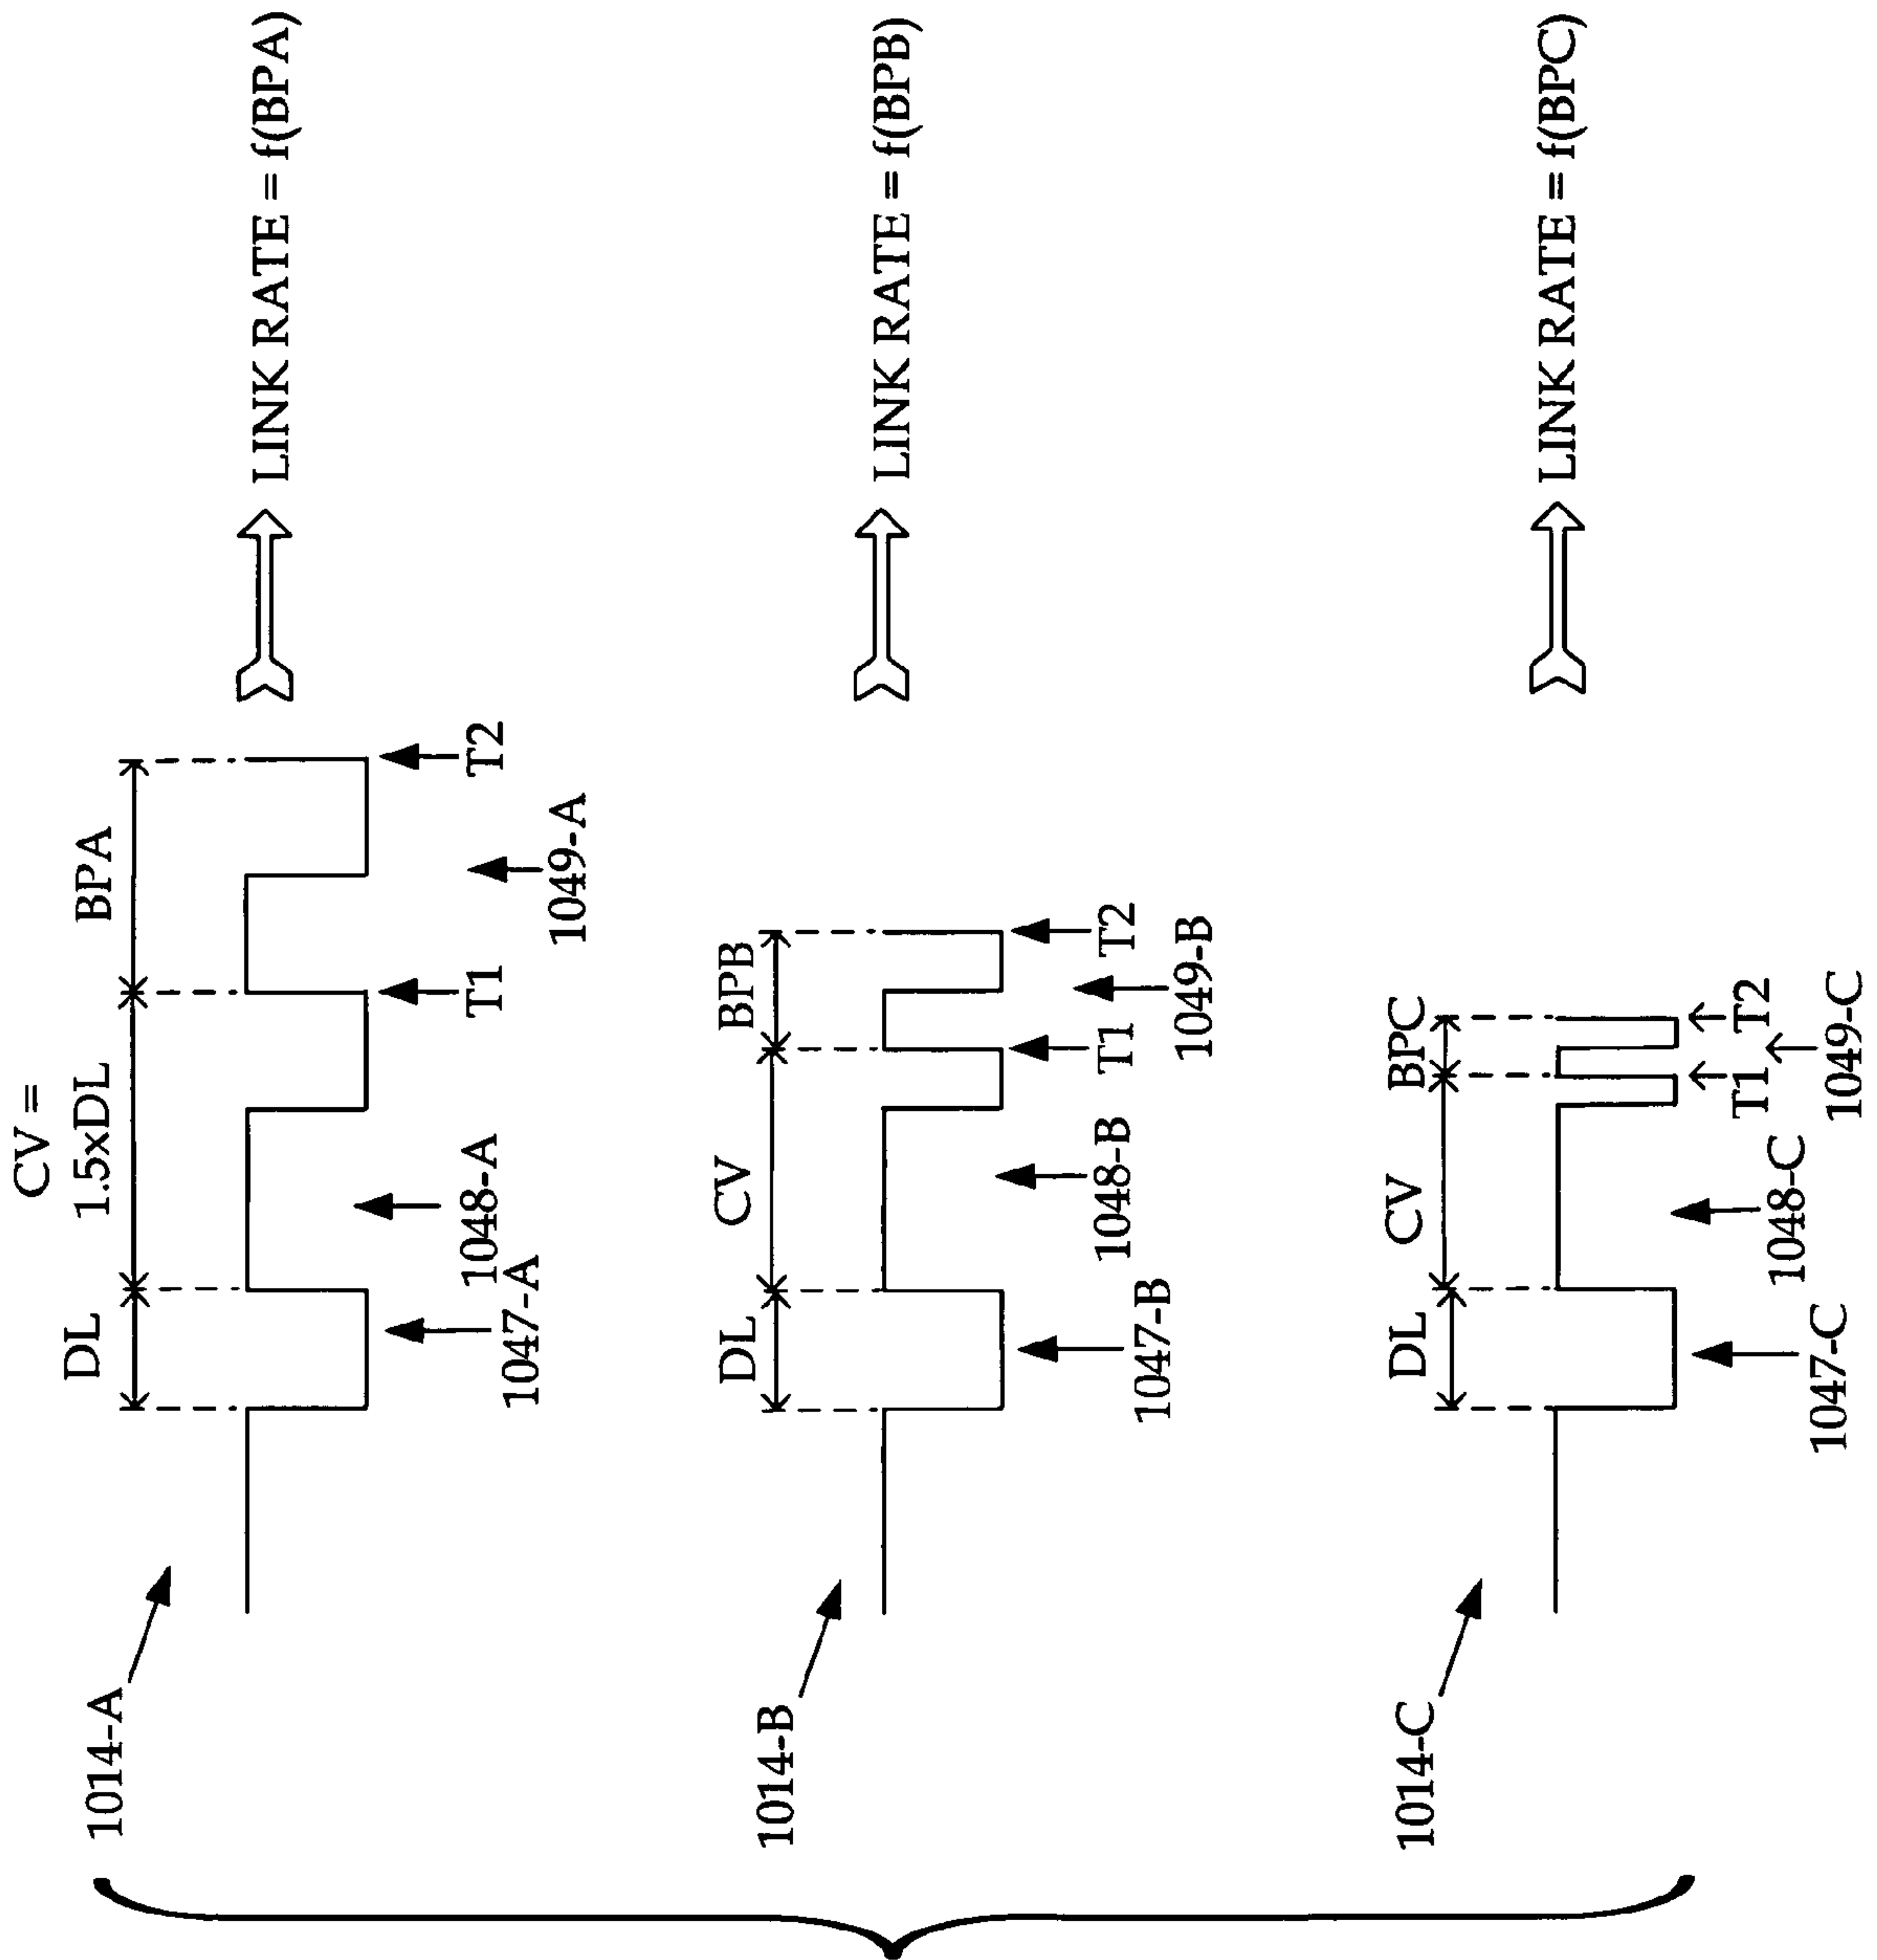 1014-A
DL
CV =
1.5xDL
BPA
1047-A
1048-A
T1
1049-A
T2
LINK RATE = f(BPA)
1014-B
DL
CV
BPB
1047-B
1048-B
T1
1049-B
T2
LINK RATE = f(BPB)
1014-C
DL
CV
BPC
1047-C
1048-C
T1
1049-C
T2
LINK RATE = f(BPC)